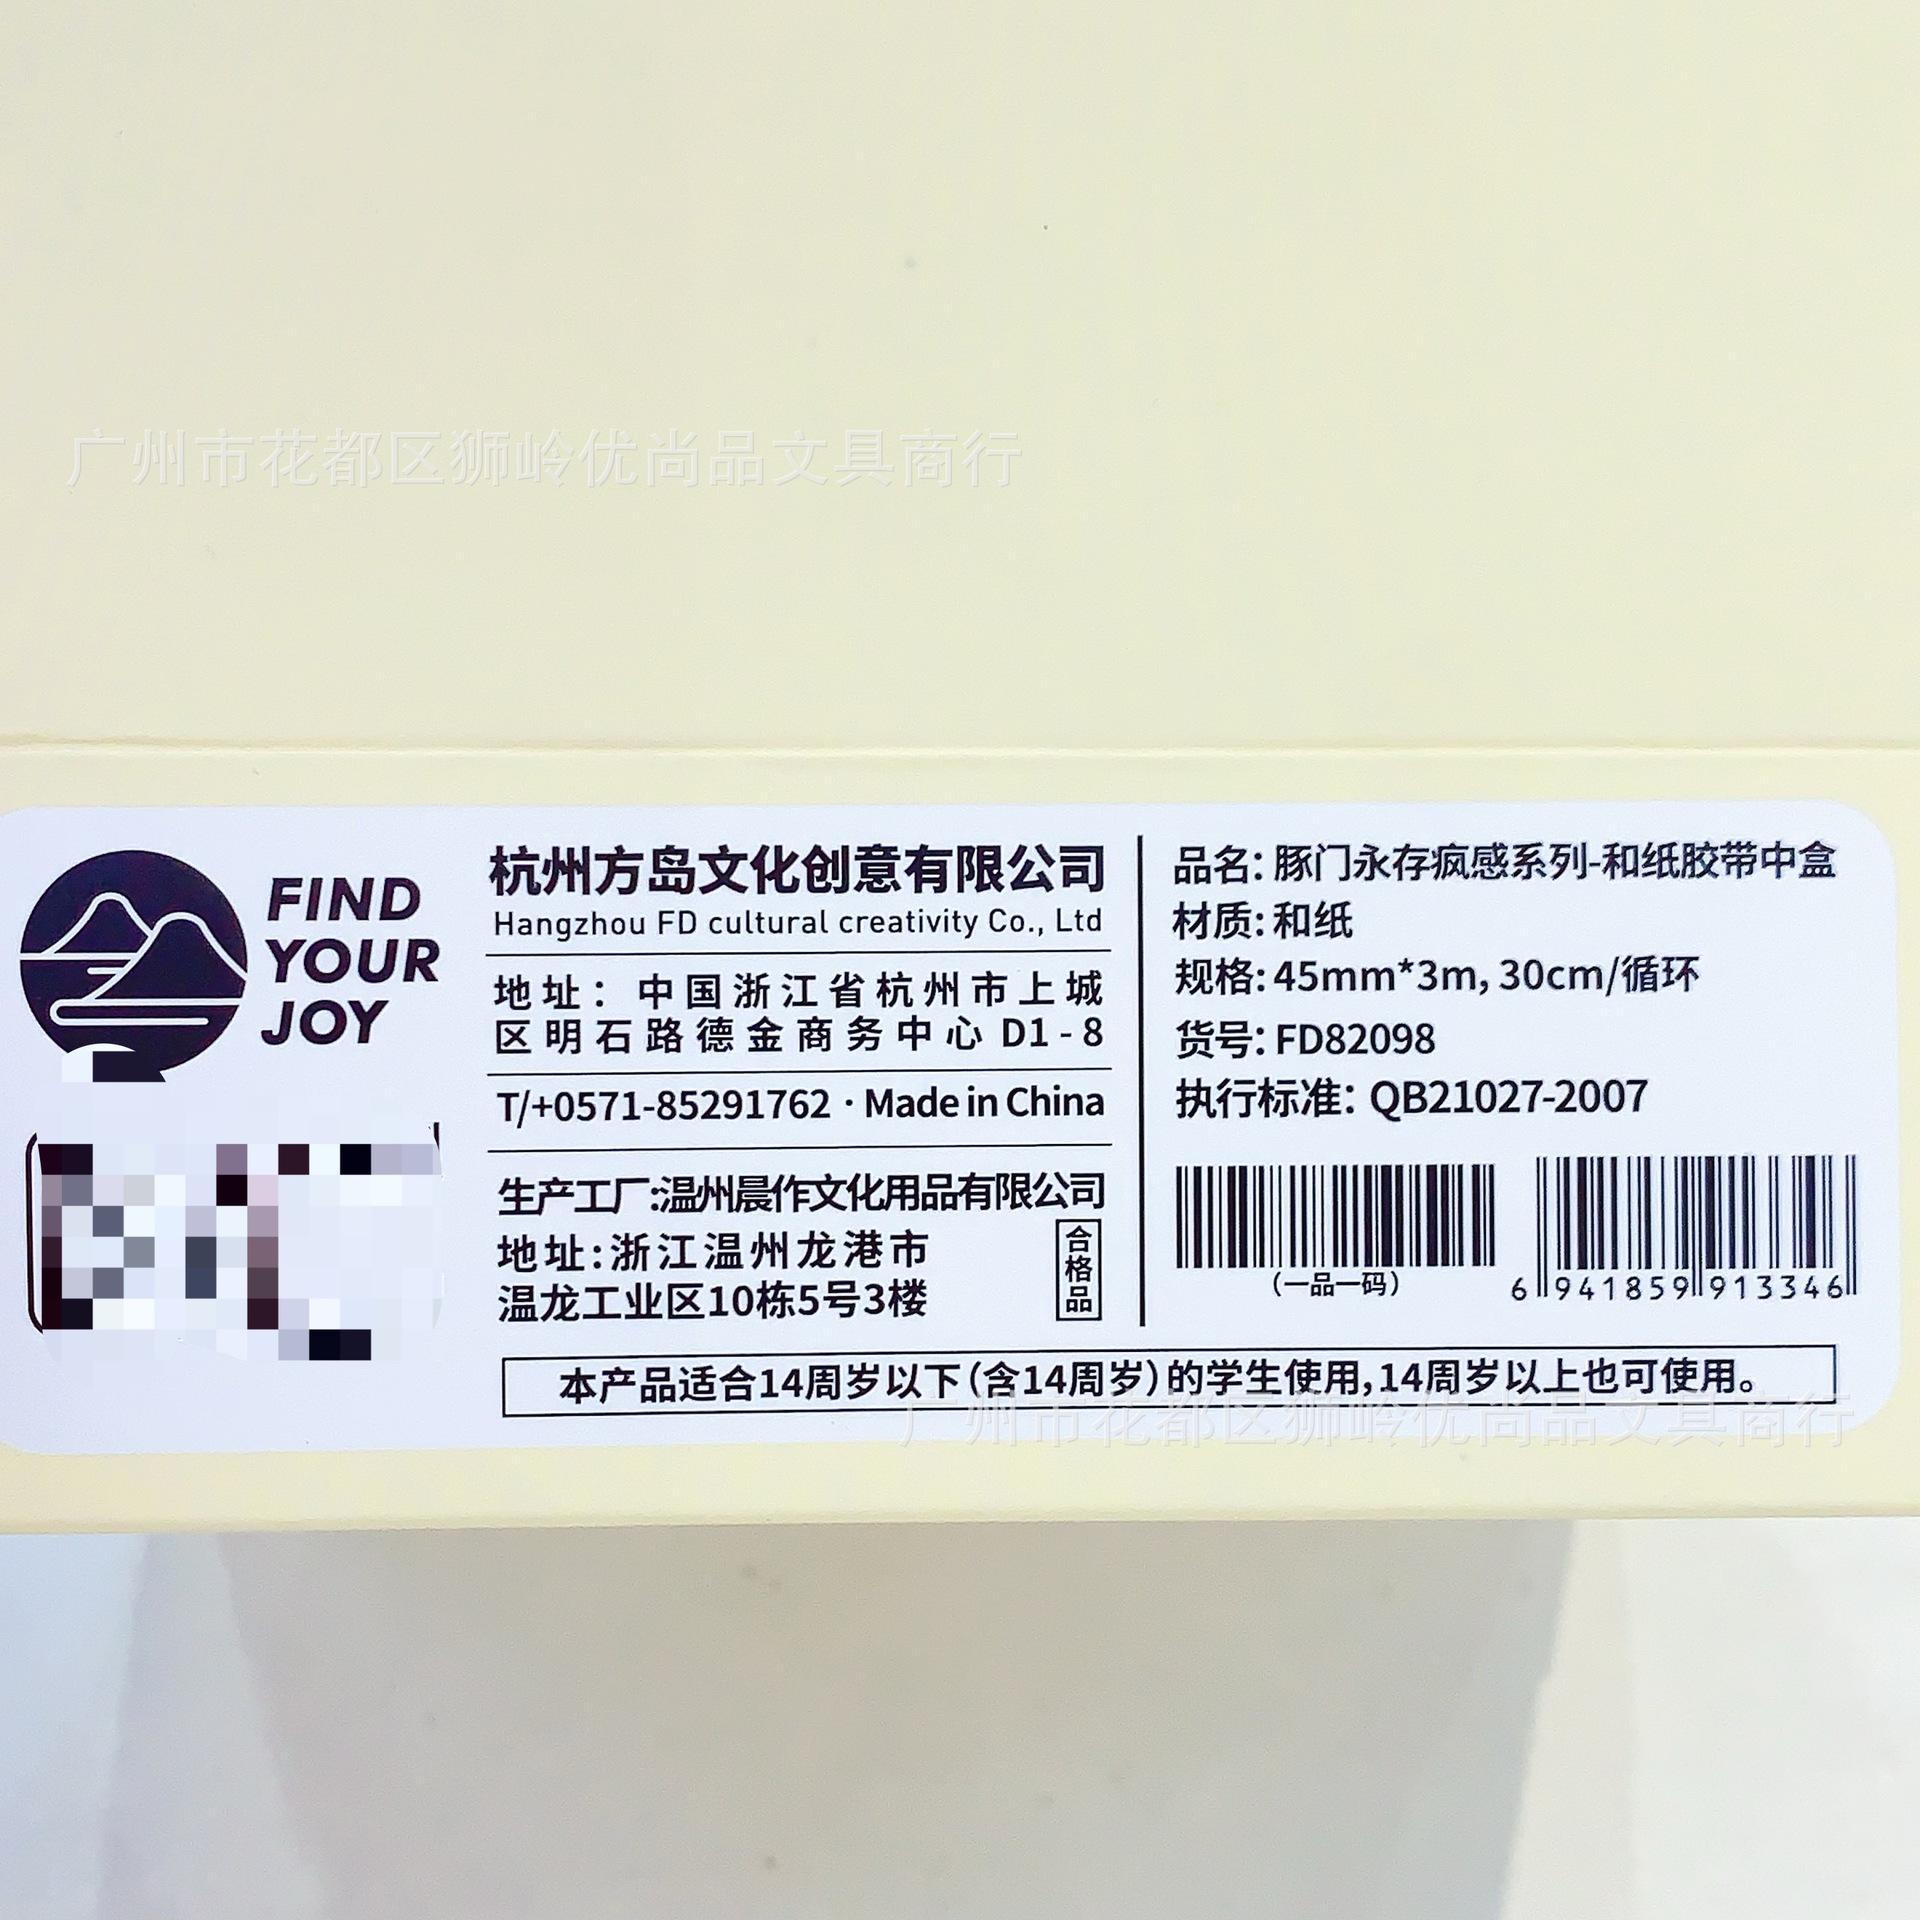 广州市花都区狮岭优尚品文具商行
FIND
YOUR
JOY
杭州方岛文化创意有限公司
Hangzhou FD cultural creativity Co., Ltd
地址：中国浙江省杭州市上城
区明石路德金商务中心D1-8
T/+0571-85291762 · Made in China
生产工厂:温州晨作文化用品有限公司
地址:浙江温州龙港市
温龙工业区10栋5号3楼
合格品
品名:豚门永存疯感系列-和纸胶带中盒
材质:和纸
规格:45mm*3m, 30cm/循环
货号:FD82098
执行标准: QB21027-2007
(一品一码)
6 941859 913346
本产品适合14周岁以下(含14周岁)的学生使用,14周岁以上也可使用。
广州市花都区狮岭优尚品文具商行